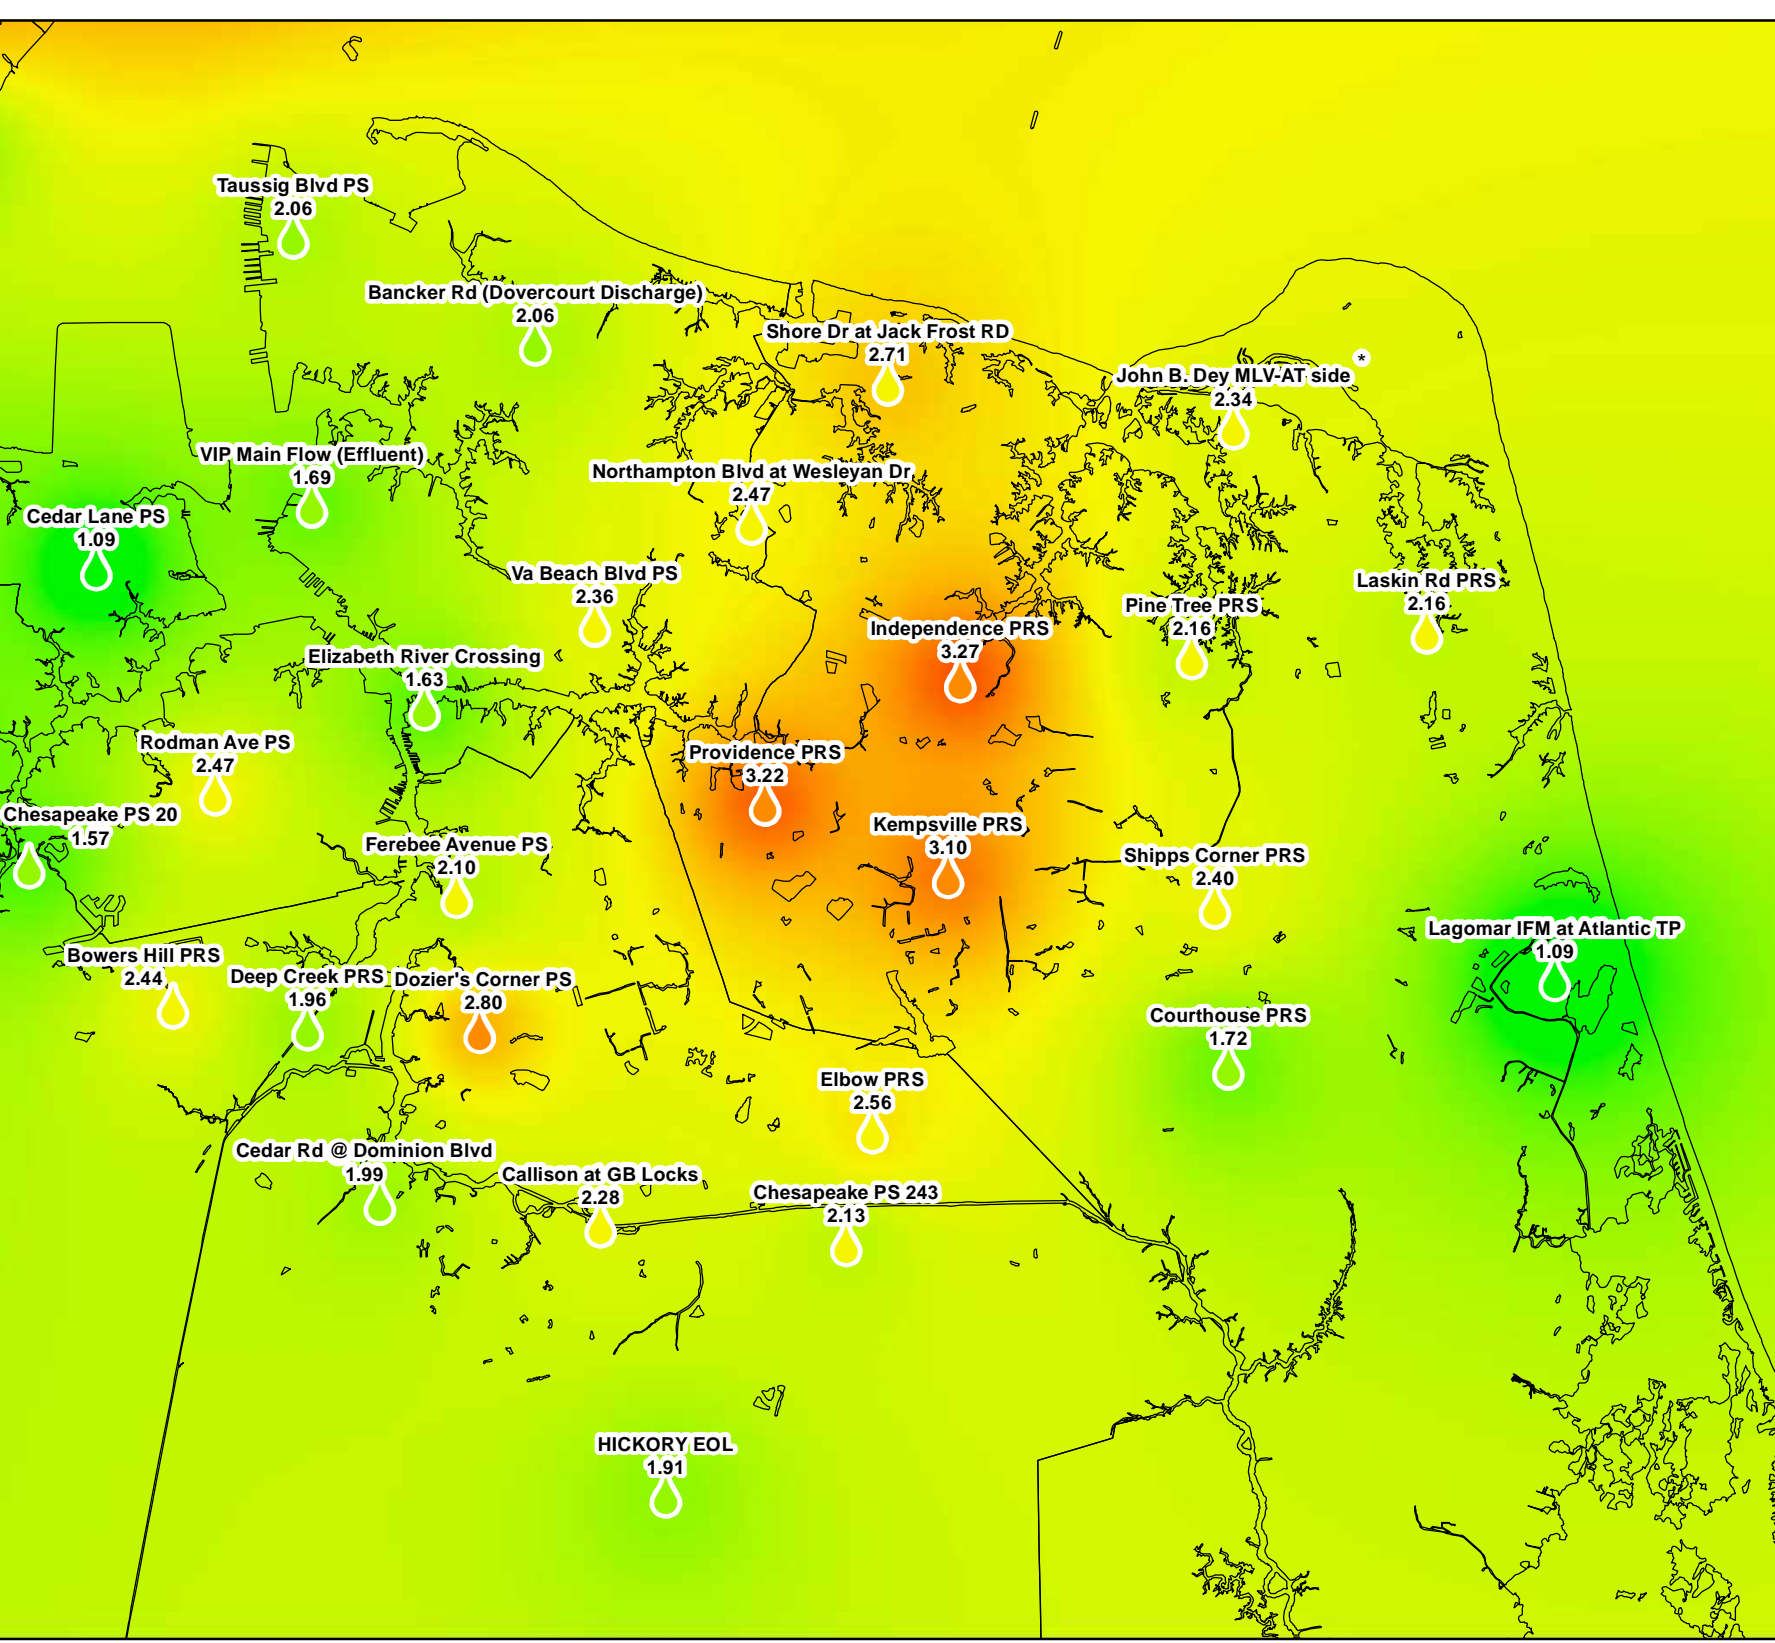 Taussig Blvd PS
2.06
Bancker Rd (Dovercourt Discharge)
2.06
Shore Dr at Jack Frost RD
2.71
*
John B. Dey MLV-AT side
2.34
VIP Main Flow (Effluent)
1.69
Northampton Blvd at Wesleyan Dr
2.47
Cedar Lane PS
1.09
Va Beach Blvd PS
2.36
Laskin Rd PRS
2.16
Pine Tree PRS
2.16
Independence PRS
3.27
Elizabeth River Crossing
1.63
Rodman Ave PS
2.47
Providence PRS
3.22
Chesapeake PS 20
1.57
Kempsville PRS
3.10
Ferebee Avenue PS
2.10
Shipps Corner PRS
2.40
Lagomar IFM at Atlantic TP
1.09
Bowers Hill PRS
2.44
Deep Creek PRS
1.96
Dozier's Corner PS
2.80
Courthouse PRS
1.72
Elbow PRS
2.56
Cedar Rd @ Dominion Blvd
1.99
Callison at GB Locks
2.28
Chesapeake PS 243
2.13
HICKORY EOL
1.91